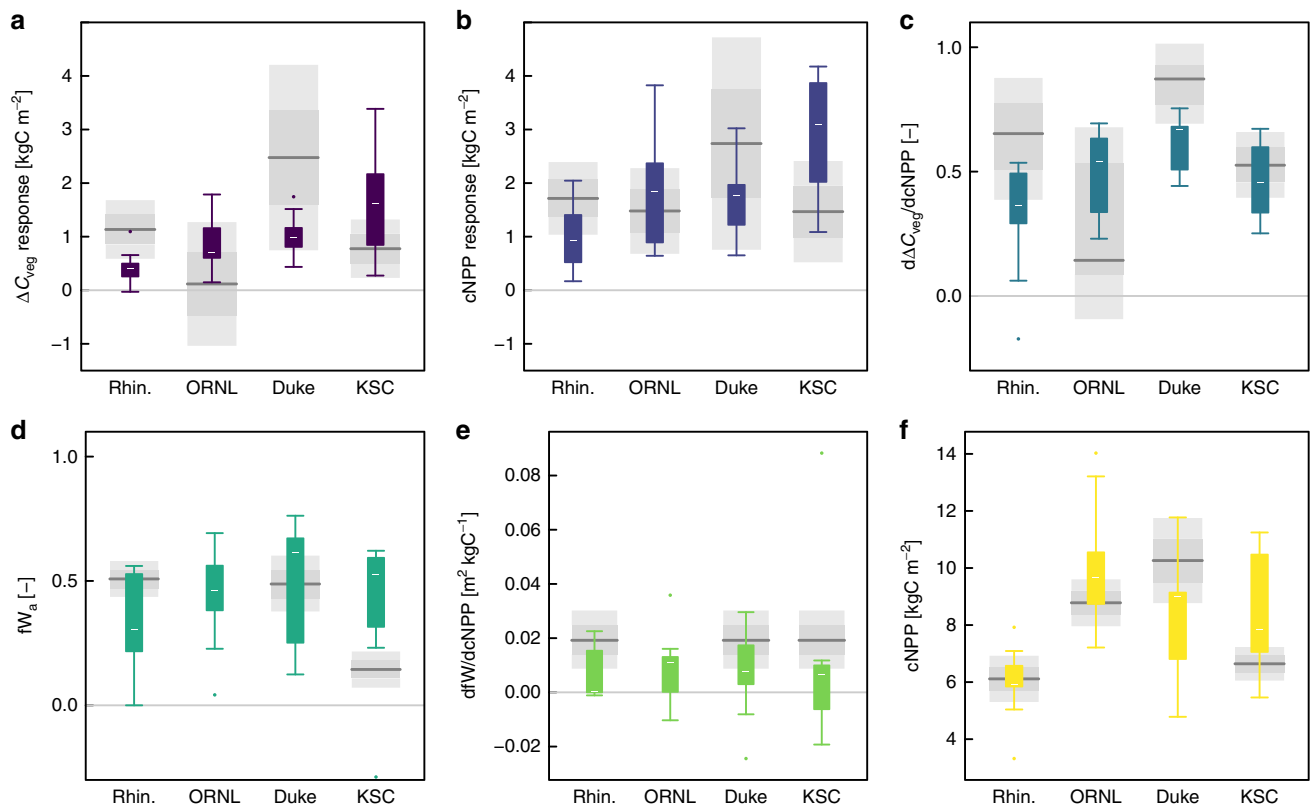 a
ΔCveg response [kgC m−2]
4
3
2
1
0
−1
Rhin. ORNL Duke KSC
b
cNPP response [kgC m−2]
4
3
2
1
0
−1
Rhin. ORNL Duke KSC
c
dΔCveg/dcNPP [–]
1.0
0.5
0.0
Rhin. ORNL Duke KSC
d
fWa [–]
1.0
0.5
0.0
Rhin. ORNL Duke KSC
e
dfW/dcNPP [m2 kgC−1]
0.08
0.06
0.04
0.02
0.00
−0.02
Rhin. ORNL Duke KSC
f
cNPP [kgC m−2]
14
12
10
8
6
4
Rhin. ORNL Duke KSC